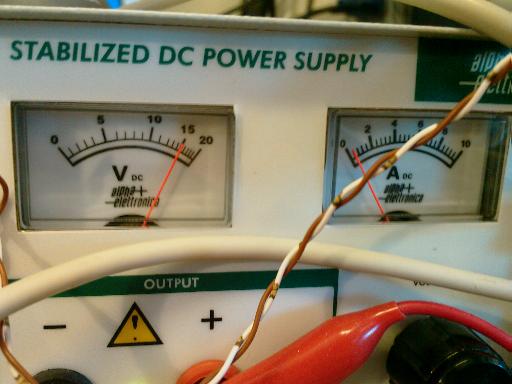 STABILIZED DC POWER SUPPLY
0 5 10 15 20
V DC
alpha+
elettronica
0 2 4 8 10
A DC
alpha+
elettronica
OUTPUT
- +